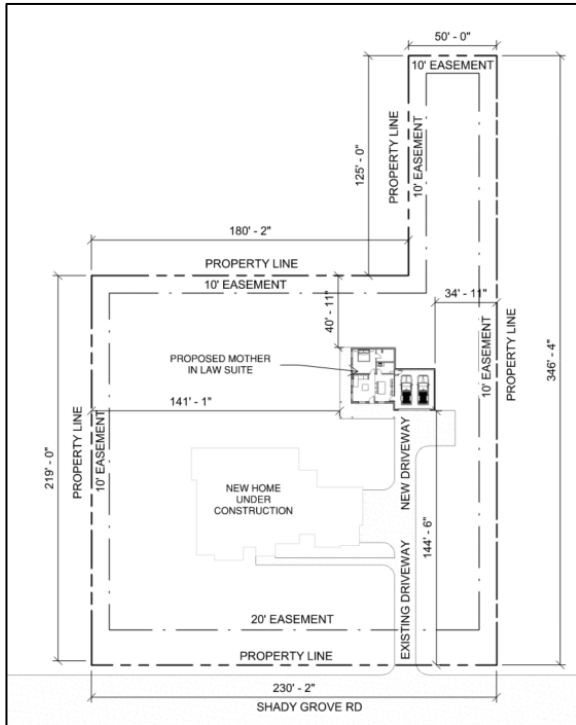 50' - 0"
10' EASEMENT
125' - 0"
PROPERTY LINE
10' EASEMENT
180' - 2"
PROPERTY LINE
10' EASEMENT
34' - 11"
40' - 11"
10' EASEMENT
PROPERTY LINE
346' - 4"
PROPOSED MOTHER
IN LAW SUITE
141' - 1"
219' - 0"
PROPERTY LINE
10' EASEMENT
NEW HOME
UNDER
CONSTRUCTION
NEW DRIVEWAY
144' - 6"
EXISTING DRIVEWAY
20' EASEMENT
PROPERTY LINE
230' - 2"
SHADY GROVE RD